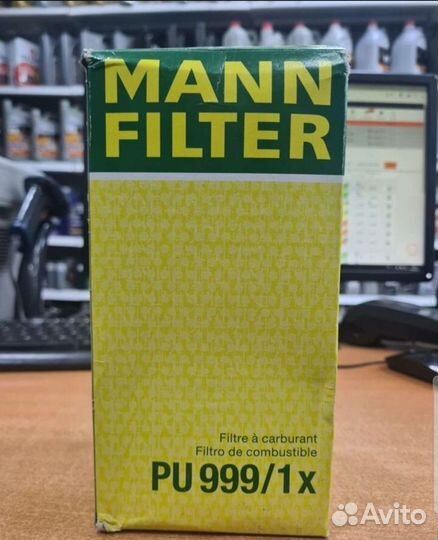 MANN
FILTER
Filtre à carburant
Filtro de combustible
PU 999/1 x
Avito